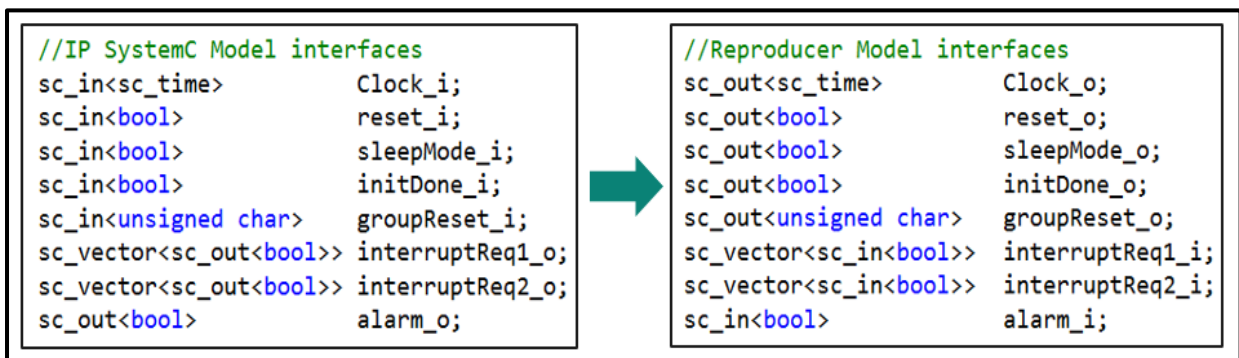 //IP SystemC Model interfaces
sc_in<sc_time> Clock_i;
sc_in<bool> reset_i;
sc_in<bool> sleepMode_i;
sc_in<bool> initDone_i;
sc_in<unsigned char> groupReset_i;
sc_vector<sc_out<bool>> interruptReq1_o;
sc_vector<sc_out<bool>> interruptReq2_o;
sc_out<bool> alarm_o;
//Reproducer Model interfaces
sc_out<sc_time> Clock_o;
sc_out<bool> reset_o;
sc_out<bool> sleepMode_o;
sc_out<bool> initDone_o;
sc_out<unsigned char> groupReset_o;
sc_vector<sc_in<bool>> interruptReq1_i;
sc_vector<sc_in<bool>> interruptReq2_i;
sc_in<bool> alarm_i;